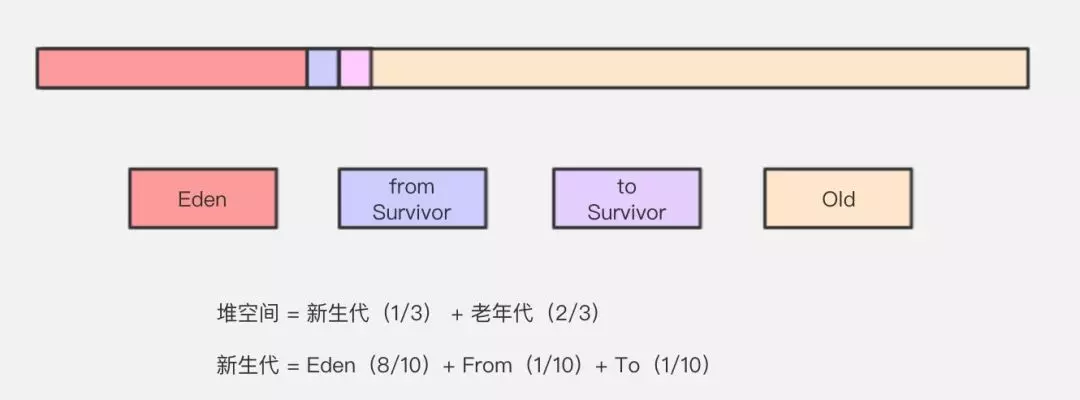 Eden
from
Survivor
to
Survivor
Old
堆空间 = 新生代（1/3） + 老年代（2/3）
新生代 = Eden（8/10）+ From（1/10）+ To（1/10）